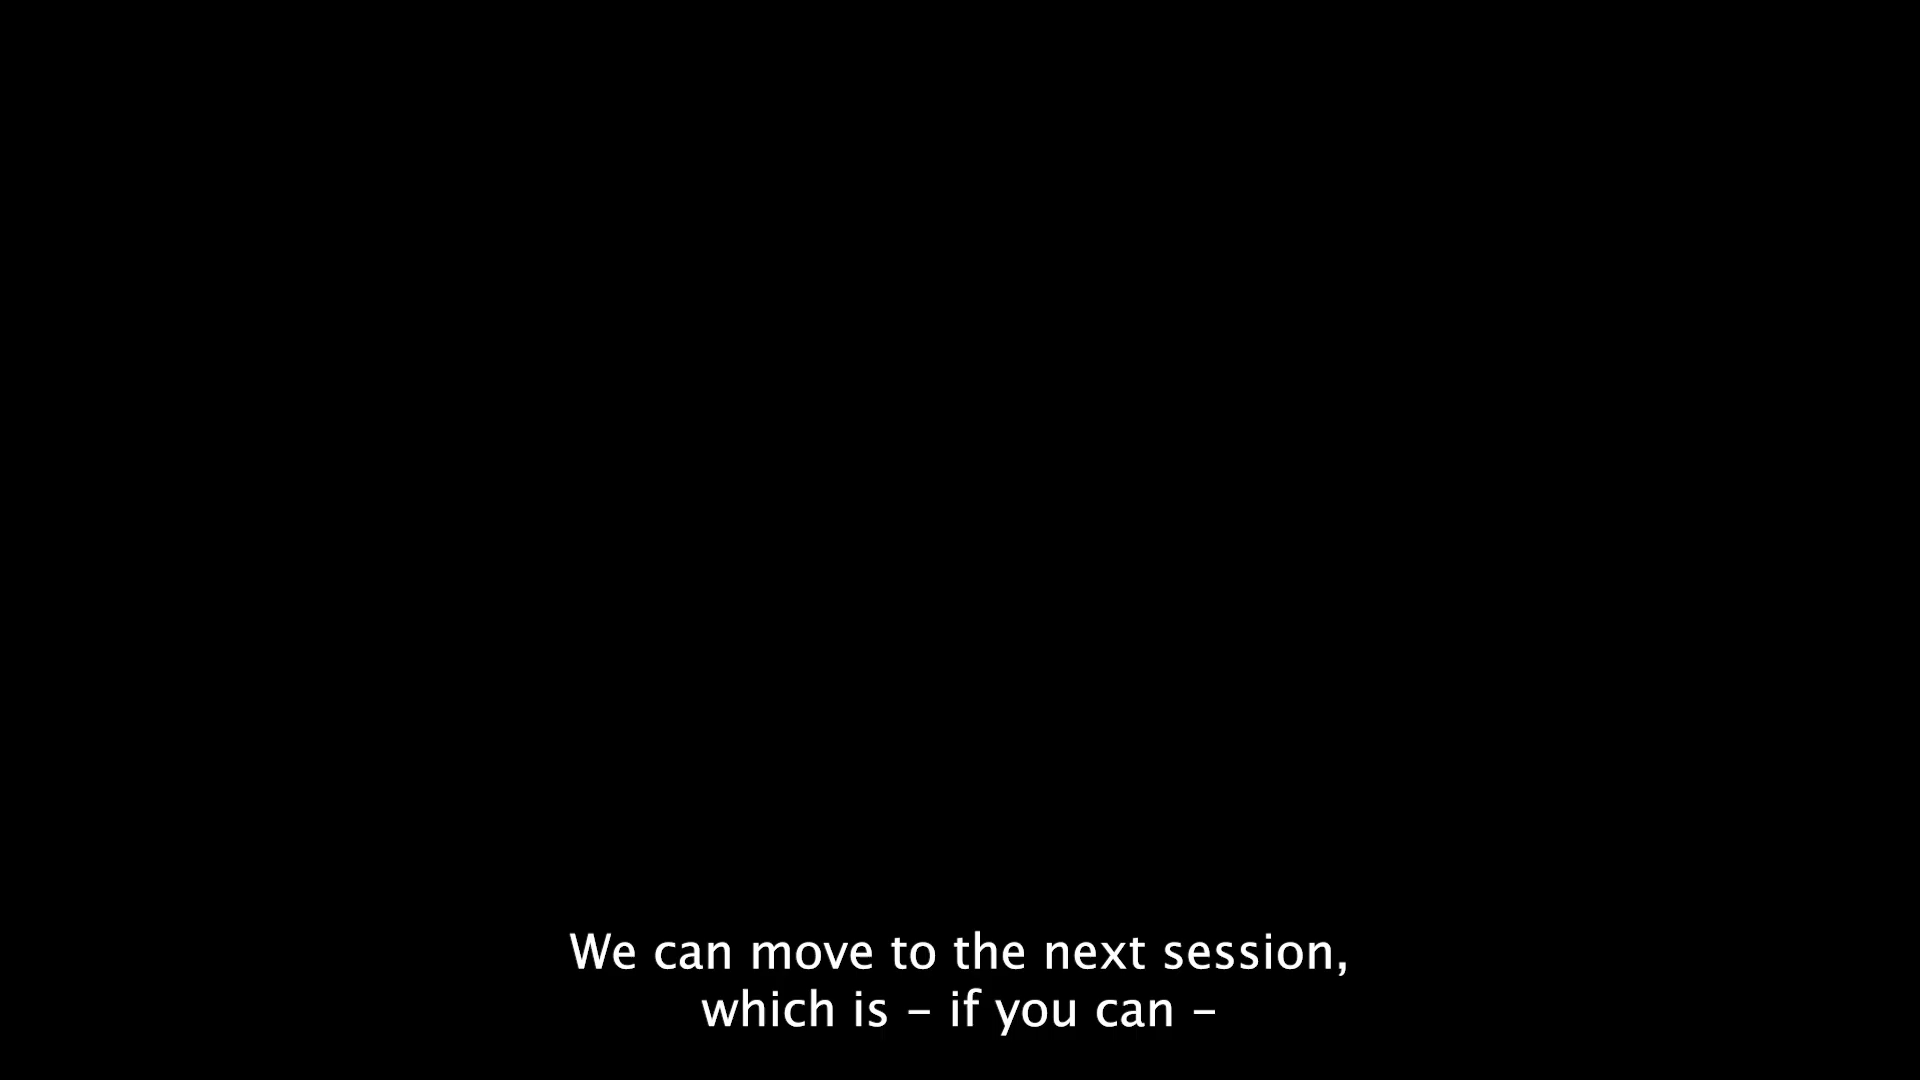 We can move to the next session,
which is – if you can –